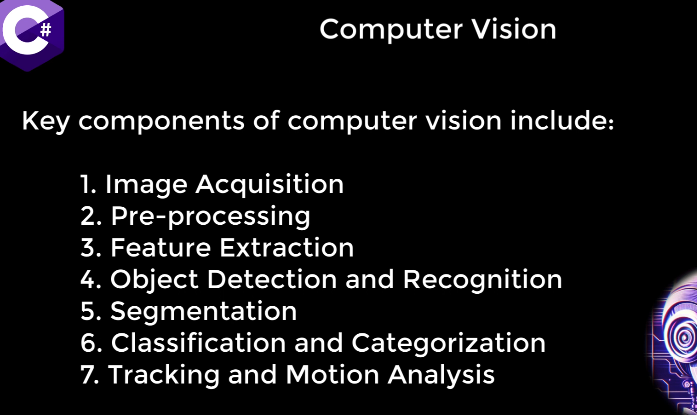 C#
Computer Vision
Key components of computer vision include:
1. Image Acquisition
2. Pre-processing
3. Feature Extraction
4. Object Detection and Recognition
5. Segmentation
6. Classification and Categorization
7. Tracking and Motion Analysis